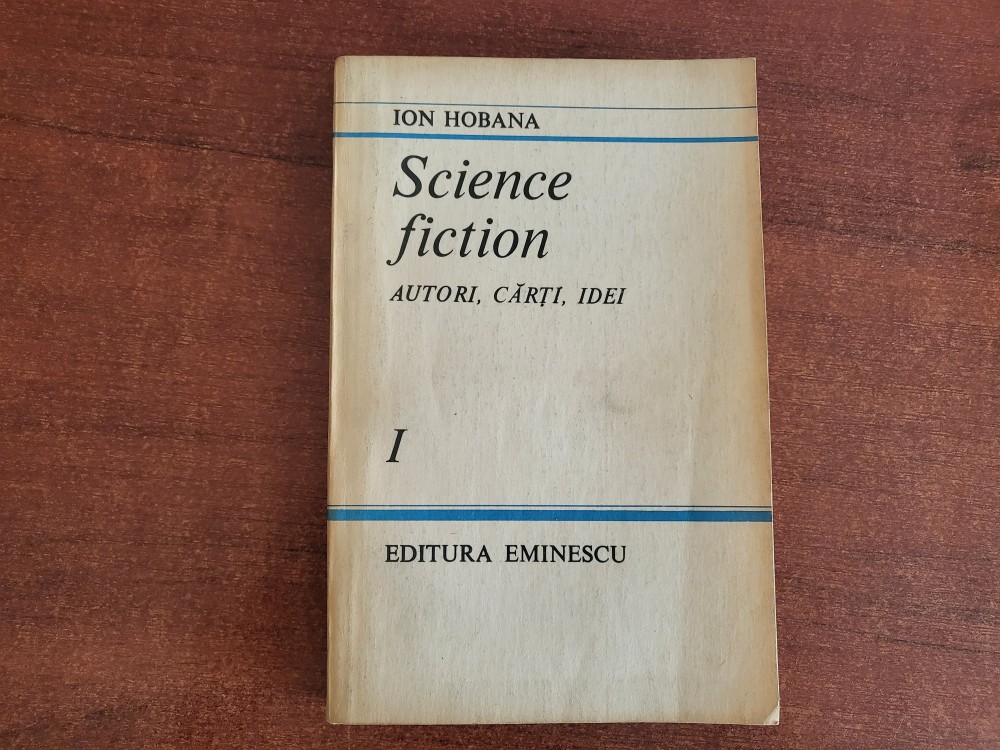 ION HOBANA
Science
fiction
AUTORI, CĂRȚI, IDEI
I
EDITURA EMINESCU